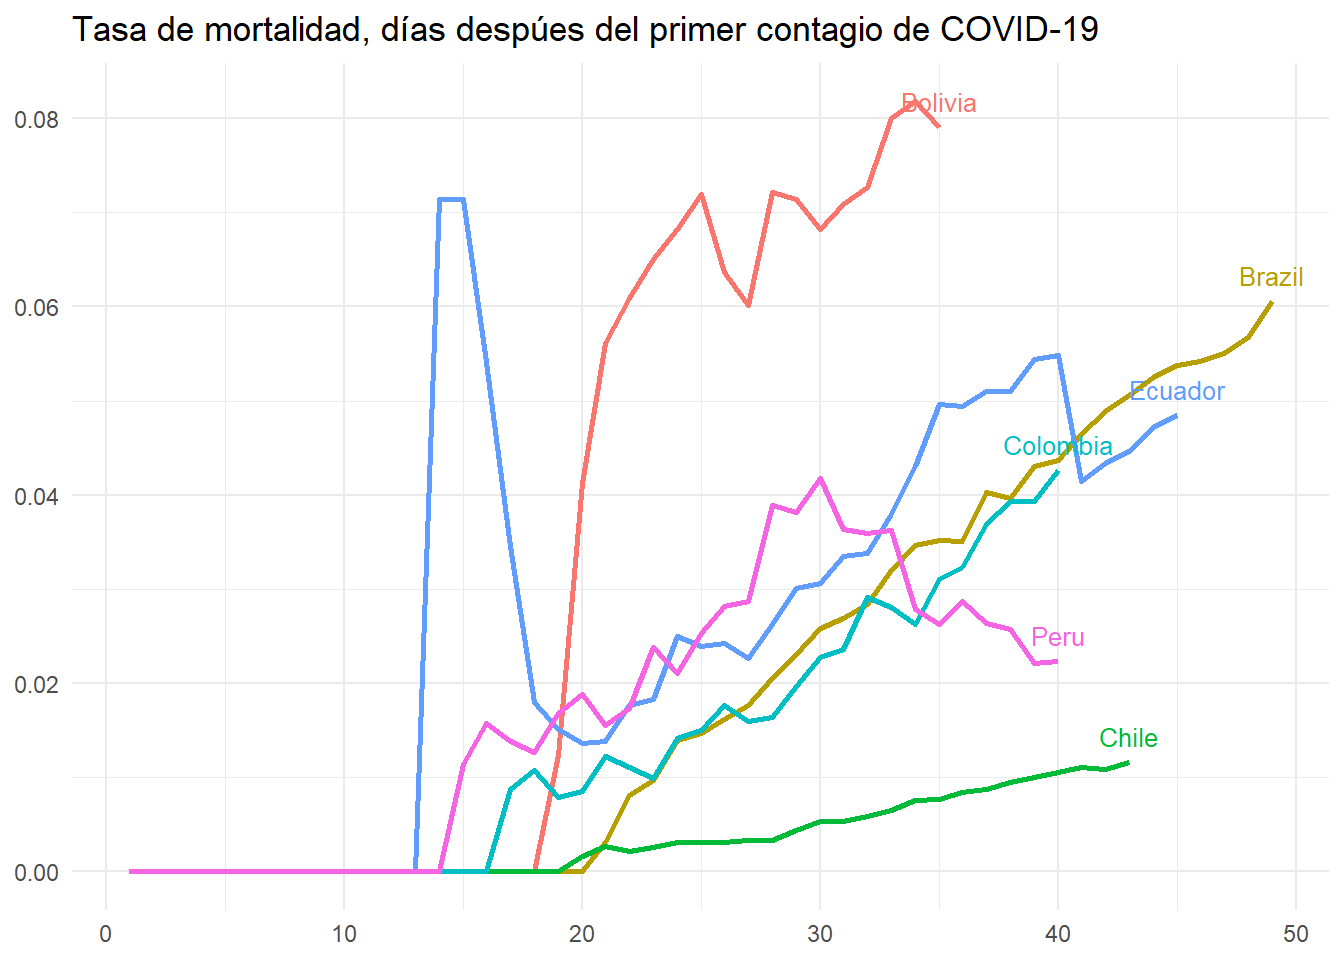 Tasa de mortalidad, días despúes del primer contagio de COVID-19
Bolivia
Brazil
Ecuador
Colombia
Peru
Chile
0.08
0.06
0.04
0.02
0.00
0 10 20 30 40 50